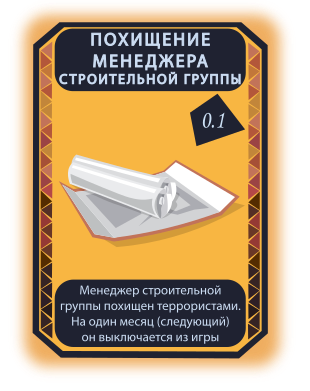 ПОХИЩЕНИЕ
МЕНЕДЖЕРА
СТРОИТЕЛЬНОЙ ГРУППЫ
0.1
Менеджер строительной
группы похищен террористами.
На один месяц (следующий)
он выключается из игры